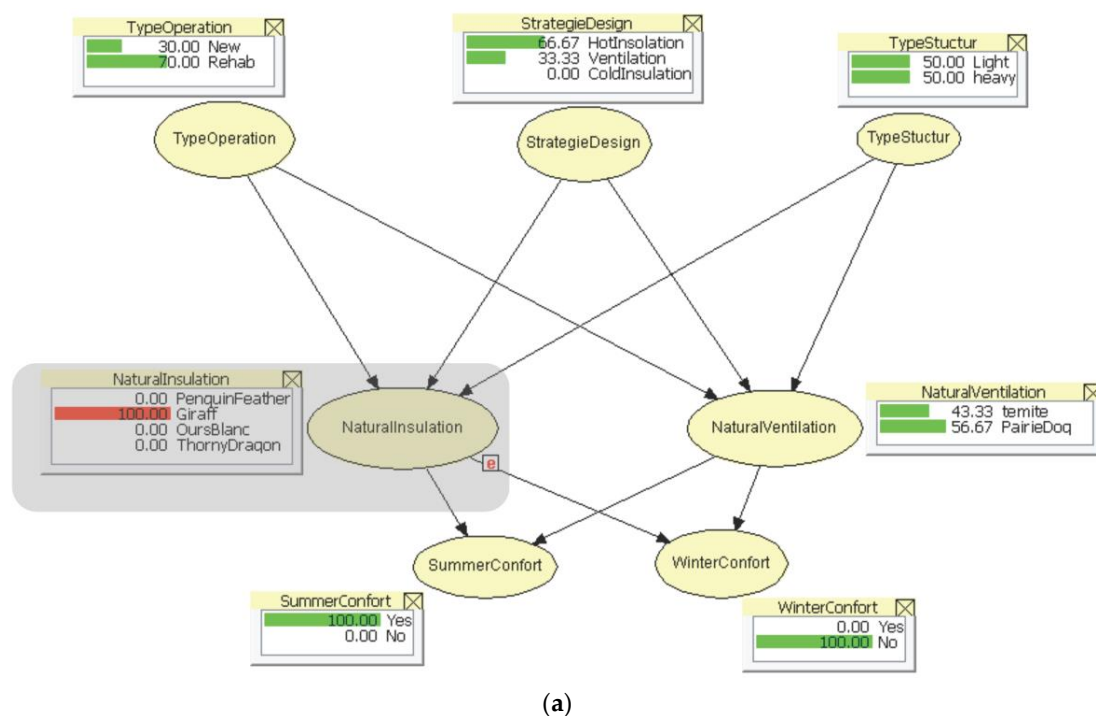 TypeOperation
30.00 New
70.00 Rehab
StrategieDesign
66.67 HotInsolation
33.33 Ventilation
0.00 ColdInsulation
TypeStuctur
50.00 Light
50.00 heavy
TypeOperation
StrategieDesign
TypeStuctur
NaturalInsulation
0.00 PenquinFeather
100.00 Giraff
0.00 OursBlanc
0.00 ThornyDraqon
NaturalInsulation
e
NaturalVentilation
NaturalVentilation
43.33 temite
56.67 PairieDoq
SummerConfort
WinterConfort
SummerConfort
100.00 Yes
0.00 No
WinterConfort
0.00 Yes
100.00 No
(a)